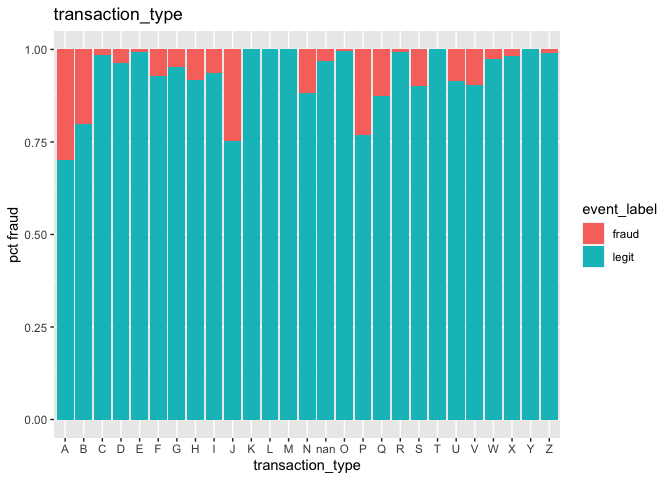 transaction_type
1.00
0.75
0.50
0.25
0.00
pct fraud
A B C D E F G H I J K L M N nan O P Q R S T U V W X Y Z
transaction_type
event_label
fraud
legit